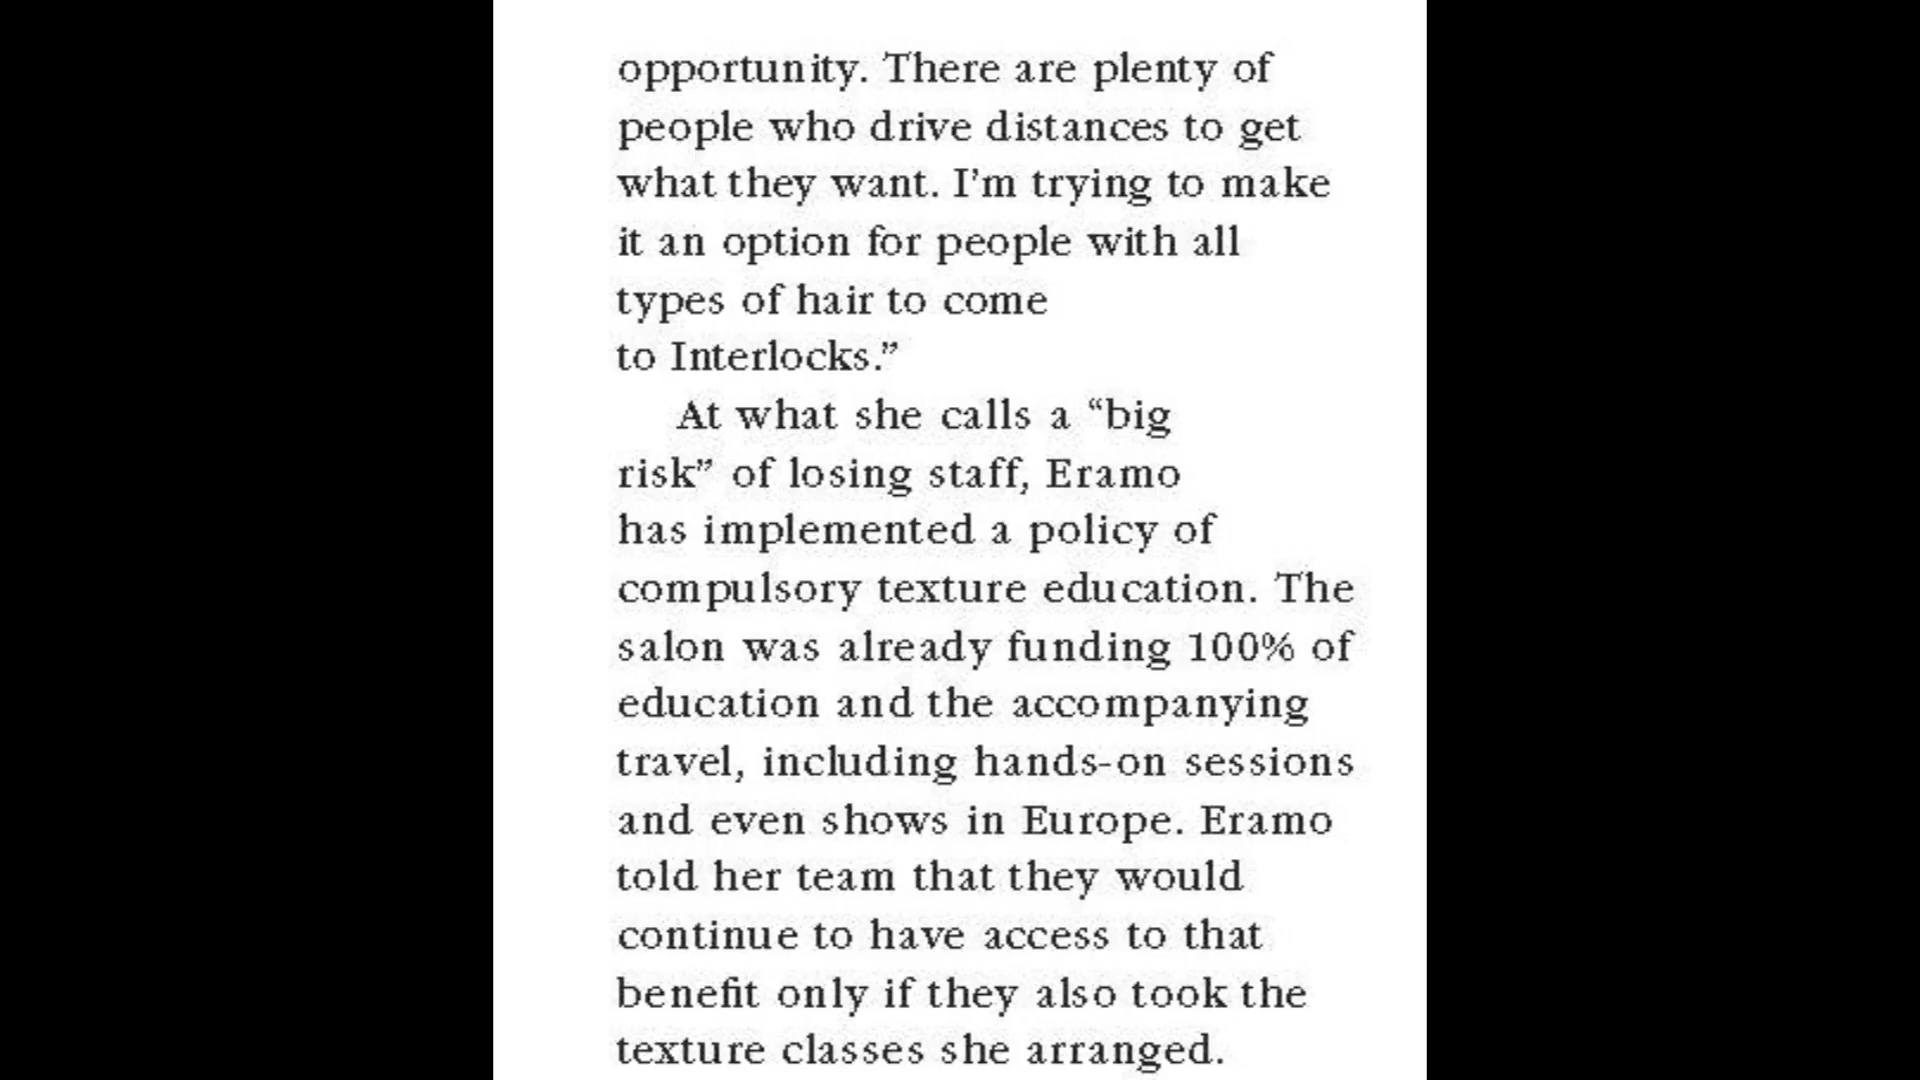 opportunity. There are plenty of
people who drive distances to get
what they want. I’m trying to make
it an option for people with all
types of hair to come
to Interlocks.”
At what she calls a “big
risk” of losing staff, Eramo
has implemented a policy of
compulsory texture education. The
salon was already funding 100% of
education and the accompanying
travel, including hands-on sessions
and even shows in Europe. Eramo
told her team that they would
continue to have access to that
benefit only if they also took the
texture classes she arranged.